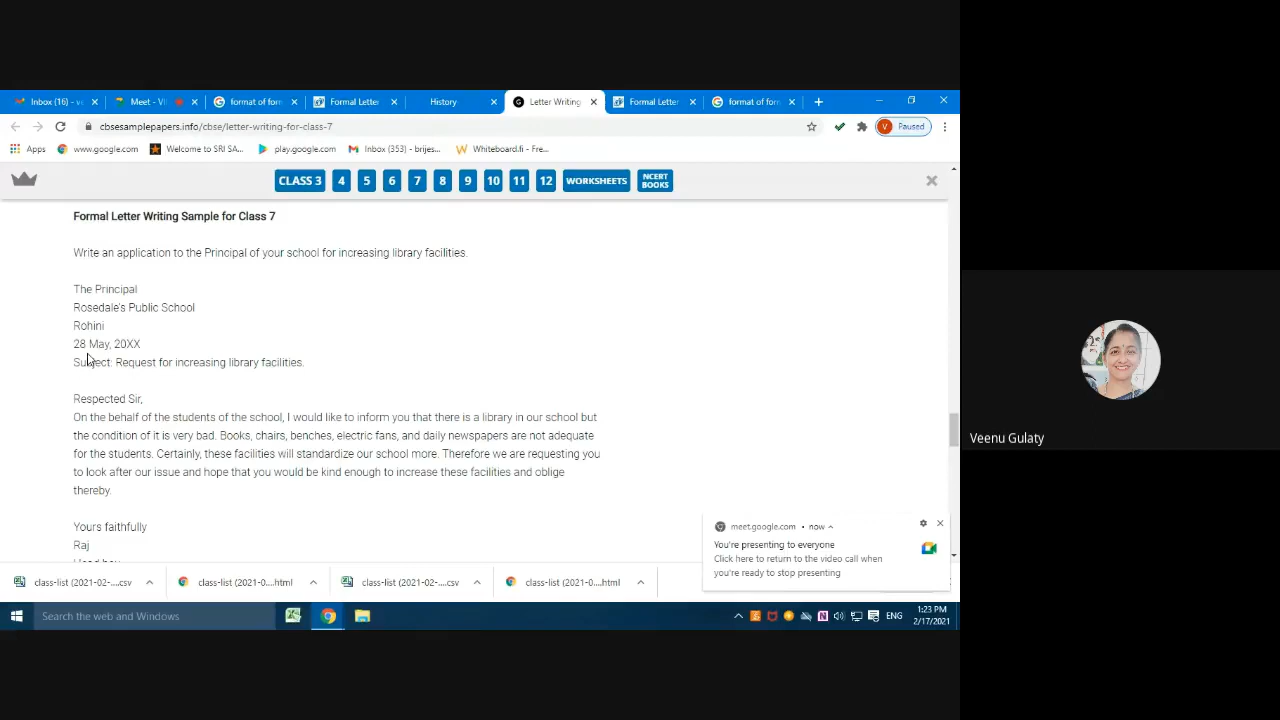 Inbox (16) - v
Meet - Vi
format of for
Formal Letter
History
Letter Writing
Formal Letter
format of for
cbsesamplepapers.info/cbse/letter-writing-for-class-7
Paused
Apps
www.google.com
Welcome to SRI SA...
play.google.com
Inbox (353) - brijes...
Whiteboard.fi - Fre...
CLASS 3
4
5
6
7
8
9
10
11
12
WORKSHEETS
NCERT
BOOKS
Formal Letter Writing Sample for Class 7
Write an application to the Principal of your school for increasing library facilities.
The Principal
Rosedale's Public School
Rohini
28 May, 20XX
Subject: Request for increasing library facilities.
Respected Sir,
On the behalf of the students of the school, I would like to inform you that there is a library in our school but
the condition of it is very bad. Books, chairs, benches, electric fans, and daily newspapers are not adequate
for the students. Certainly, these facilities will standardize our school more. Therefore we are requesting you
to look after our issue and hope that you would be kind enough to increase these facilities and oblige
thereby.
Yours faithfully
Raj
Veenu Gulaty
meet.google.com • now
You're presenting to everyone
Click here to return to the video call when
you're ready to stop presenting
class-list (2021-02-....csv
class-list (2021-0....html
class-list (2021-02-....csv
class-list (2021-0....html
Search the web and Windows
ENG
1:23 PM
2/17/2021